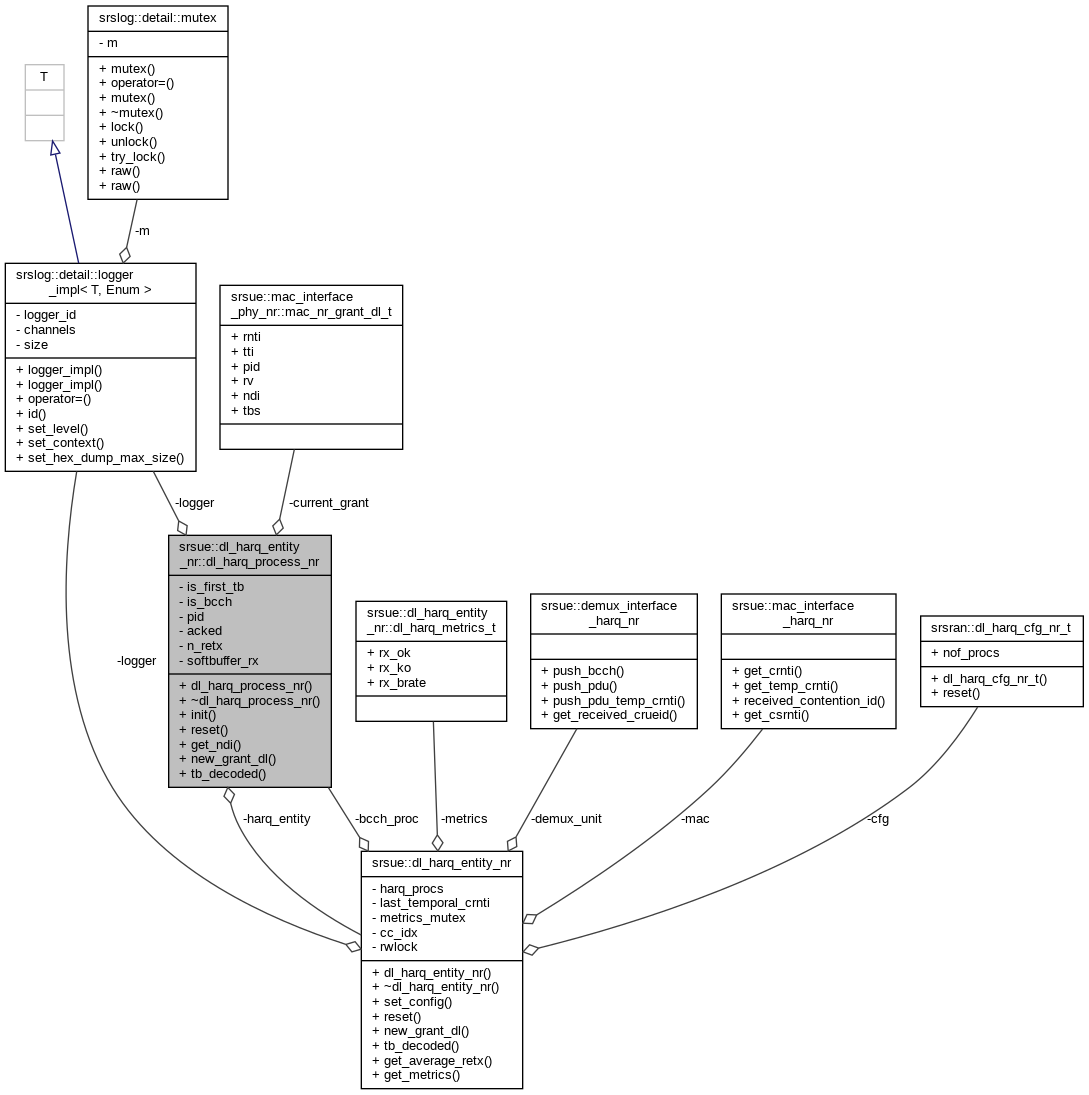 srslog::detail::mutex
- m
+ mutex()
+ operator=()
+ mutex()
+ ~mutex()
+ lock()
+ unlock()
+ try_lock()
+ raw()
+ raw()
T
-m
srslog::detail::logger
_impl< T, Enum >
- logger_id
- channels
- size
+ logger_impl()
+ logger_impl()
+ operator=()
+ id()
+ set_level()
+ set_context()
+ set_hex_dump_max_size()
srsue::mac_interface
_phy_nr::mac_nr_grant_dl_t
+ rnti
+ tti
+ pid
+ rv
+ ndi
+ tbs
-logger
-current_grant
srsue::dl_harq_entity
_nr::dl_harq_process_nr
- is_first_tb
- is_bcch
- pid
- acked
- n_retx
- softbuffer_rx
+ dl_harq_process_nr()
+ ~dl_harq_process_nr()
+ init()
+ reset()
+ get_ndi()
+ new_grant_dl()
+ tb_decoded()
-logger
srsue::dl_harq_entity
_nr::dl_harq_metrics_t
+ rx_ok
+ rx_ko
+ rx_brate
srsue::demux_interface
_harq_nr
+ push_bcch()
+ push_pdu()
+ push_pdu_temp_crnti()
+ get_received_crueid()
srsue::mac_interface
_harq_nr
+ get_crnti()
+ get_temp_crnti()
+ received_contention_id()
+ get_csrnti()
srsran::dl_harq_cfg_nr_t
+ nof_procs
+ dl_harq_cfg_nr_t()
+ reset()
-harq_entity
-bcch_proc
-metrics
-demux_unit
-mac
-cfg
srsue::dl_harq_entity_nr
- harq_procs
- last_temporal_crnti
- metrics_mutex
- cc_idx
- rwlock
+ dl_harq_entity_nr()
+ ~dl_harq_entity_nr()
+ set_config()
+ reset()
+ new_grant_dl()
+ tb_decoded()
+ get_average_retx()
+ get_metrics()